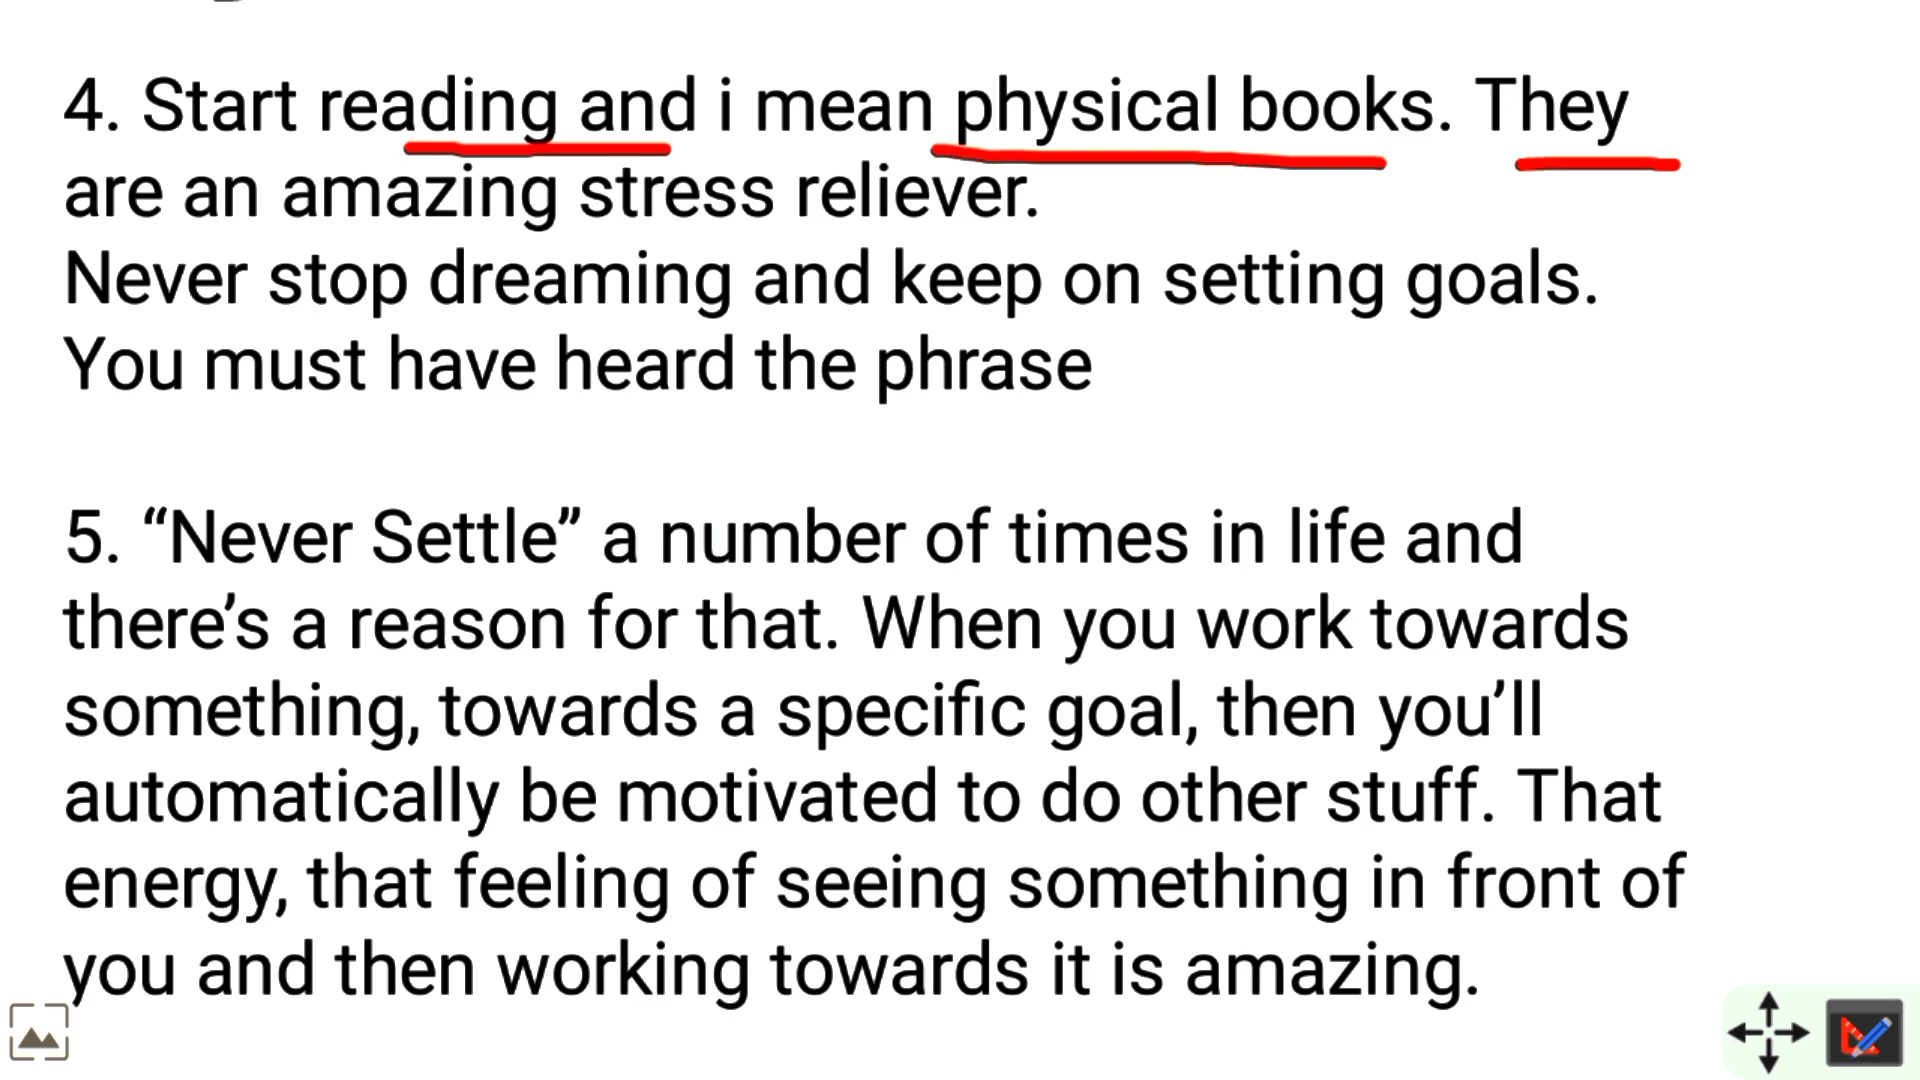 4. Start reading and i mean physical books. They
are an amazing stress reliever.
Never stop dreaming and keep on setting goals.
You must have heard the phrase
5. “Never Settle” a number of times in life and
there’s a reason for that. When you work towards
something, towards a specific goal, then you’ll
automatically be motivated to do other stuff. That
energy, that feeling of seeing something in front of
you and then working towards it is amazing.